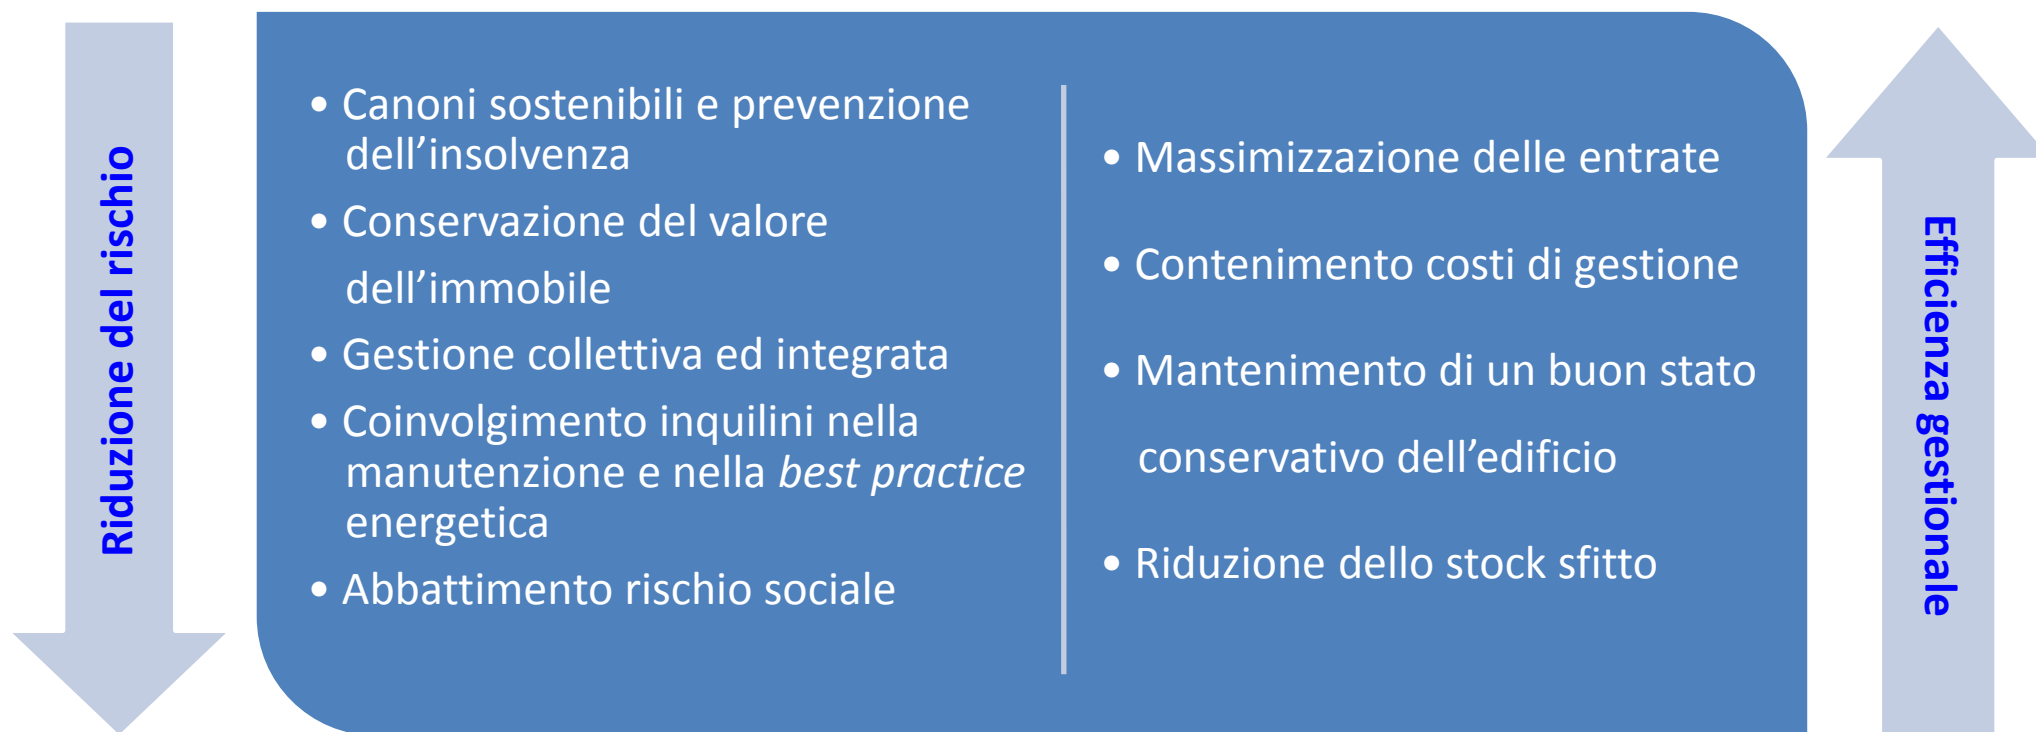 Riduzione del rischio
• Canoni sostenibili e prevenzione
dell’insolvenza
• Conservazione del valore
dell’immobile
• Gestione collettiva ed integrata
• Coinvolgimento inquilini nella
manutenzione e nella best practice
energetica
• Abbattimento rischio sociale
• Massimizzazione delle entrate
• Contenimento costi di gestione
• Mantenimento di un buon stato
conservativo dell’edificio
• Riduzione dello stock sfitto
Efficienza gestionale